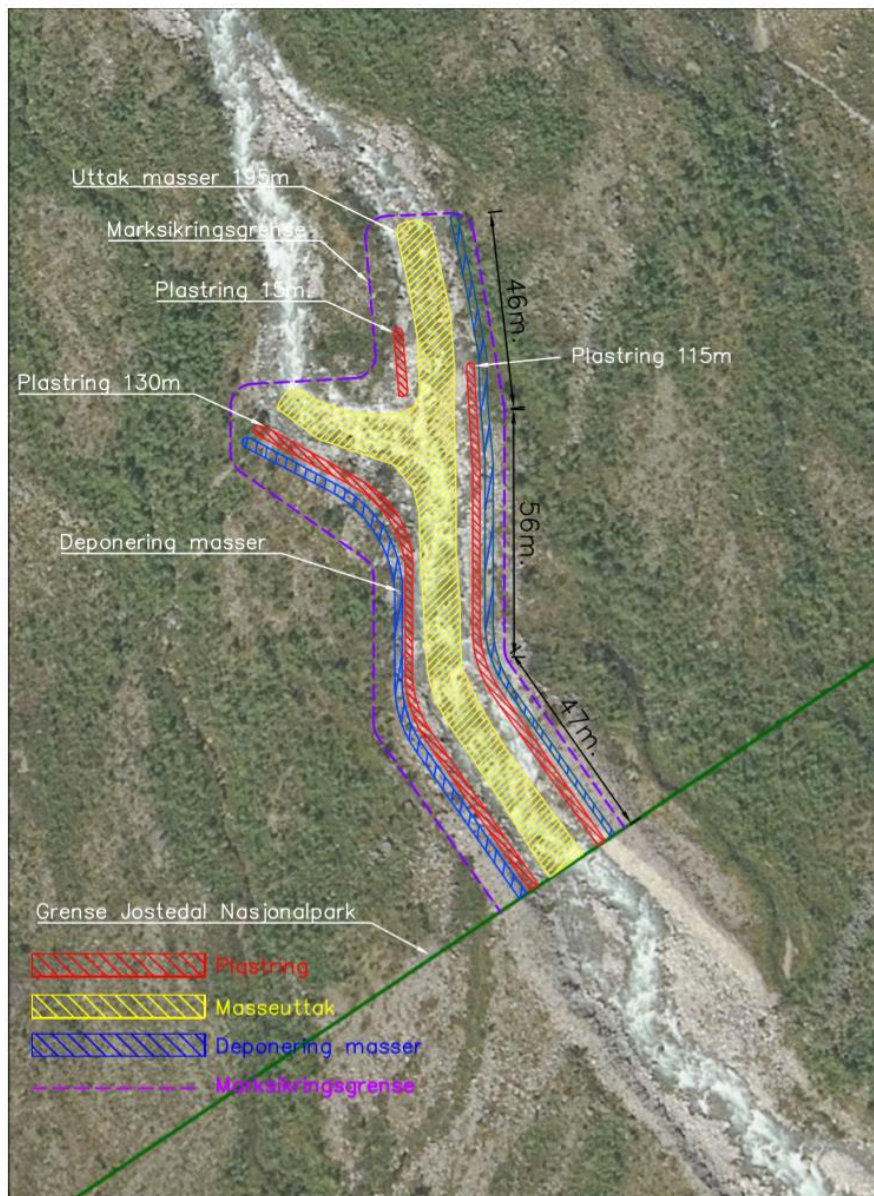 Uttak masser 195m
Marksikringsgrense
Plastring 15m.
46m.
Plastring 115m
Plastring 130m
56m.
Deponering masser
47m.
Grense Jostedal Nasjonalpark
Plastring
Masseuttak
Deponering masser
Marksikringsgrense